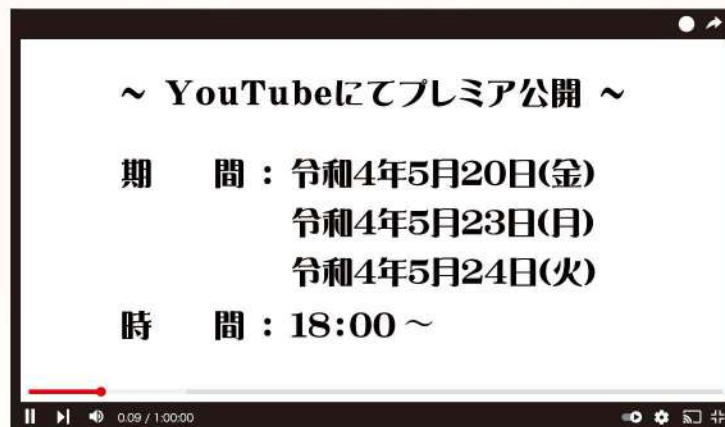 ～ YouTubeにてプレミア公開 ～
期　間：令和4年5月20日(金)
令和4年5月23日(月)
令和4年5月24日(火)
時　間：18:00～
0.09 / 1:00:00